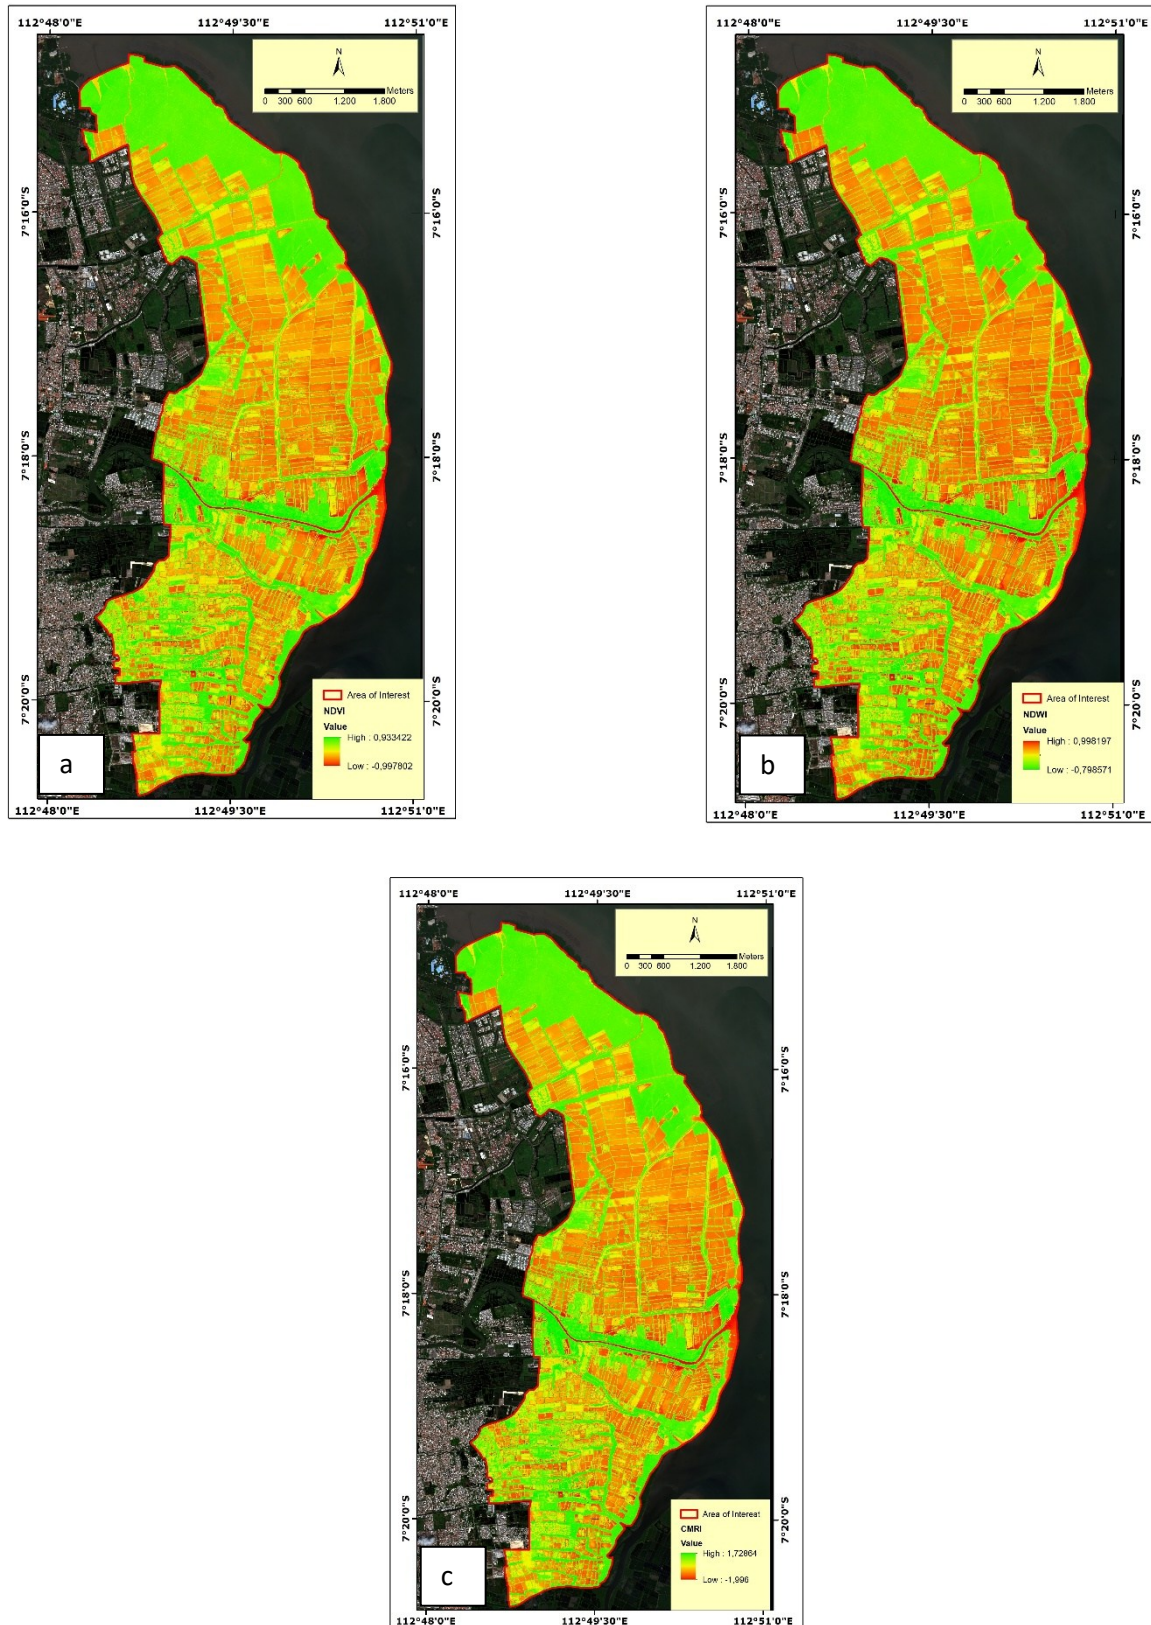 112°48'0"E 112°49'30"E 112°51'0"E
N
Meters
0 300 600 1.200 1.800
7°16'0"S 7°16'0"S
7°18'0"S 7°18'0"S
7°20'0"S 7°20'0"S
Area of Interest
NDVI
Value
High : 0,933422
Low : -0,997802
a
112°48'0"E 112°49'30"E 112°51'0"E
112°48'0"E 112°49'30"E 112°51'0"E
N
Meters
0 300 600 1.200 1.800
7°16'0"S 7°16'0"S
7°18'0"S 7°18'0"S
7°20'0"S 7°20'0"S
Area of Interest
NDWI
Value
High : 0,998197
Low : -0,798571
b
112°48'0"E 112°49'30"E 112°51'0"E
112°48'0"E 112°49'30"E 112°51'0"E
N
Meters
0 300 600 1.200 1.800
7°16'0"S 7°16'0"S
7°18'0"S 7°18'0"S
7°20'0"S 7°20'0"S
Area of Interest
CMRI
Value
High : 1,72864
Low : -1,996
c
112°48'0"E 112°49'30"E 112°51'0"E